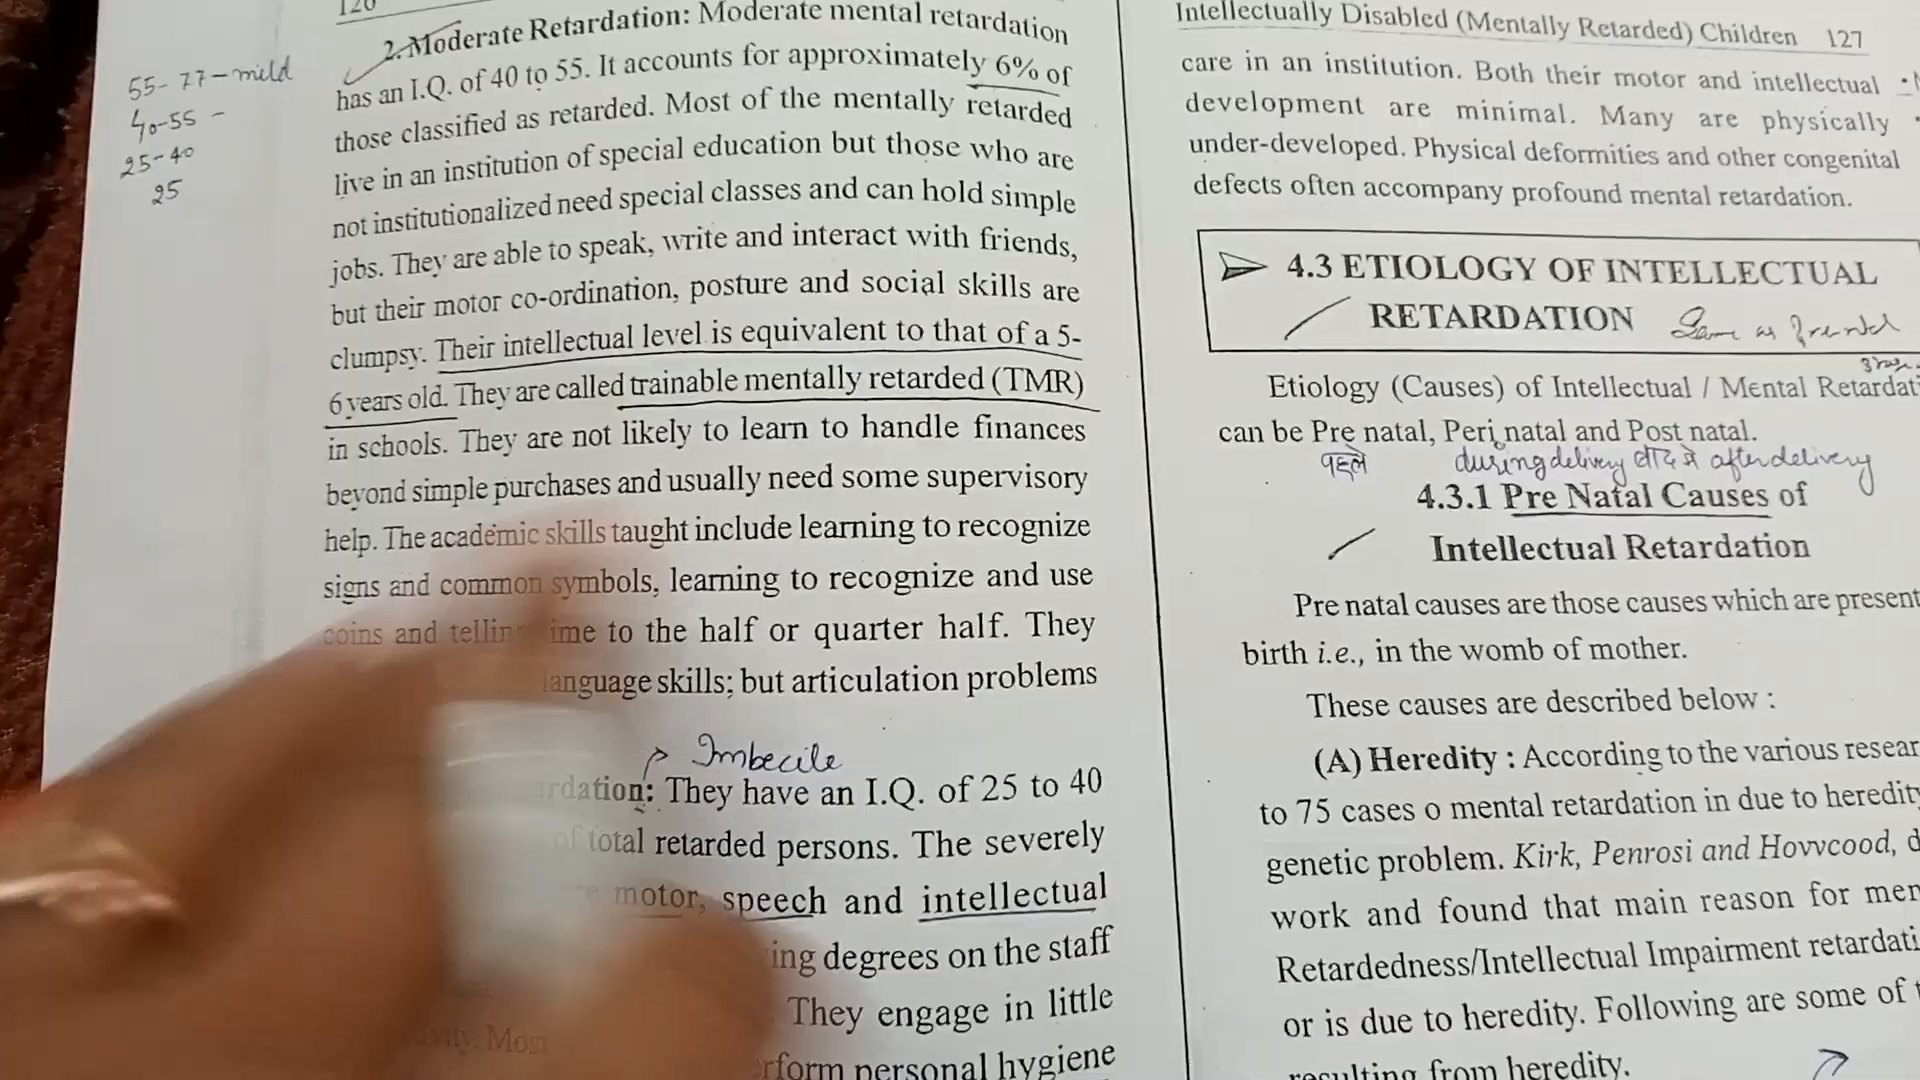 126
2. Moderate Retardation: Moderate mental retardation
has an I.Q. of 40 to 55. It accounts for approximately 6% of
those classified as retarded. Most of the mentally retarded
live in an institution of special education but those who are
not institutionalized need special classes and can hold simple
jobs. They are able to speak, write and interact with friends,
but their motor co-ordination, posture and social skills are
clumpsy. Their intellectual level is equivalent to that of a 5-
6 years old. They are called trainable mentally retarded (TMR)
in schools. They are not likely to learn to handle finances
beyond simple purchases and usually need some supervisory
help. The academic skills taught include learning to recognize
signs and common symbols, learning to recognize and use
coins and telling time to the half or quarter half. They
language skills; but articulation problems
Imbecile
rdation: They have an I.Q. of 25 to 40
of total retarded persons. The severely
motor, speech and intellectual
ing degrees on the staff
They engage in little
Most
rform personal hygiene
55-77-mild
40-55 -
25-40
25
Intellectually Disabled (Mentally Retarded) Children 127
care in an institution. Both their motor and intellectual
development are minimal. Many are physically
under-developed. Physical deformities and other congenital
defects often accompany profound mental retardation.
4.3 ETIOLOGY OF INTELLECTUAL
RETARDATION Same as
Etiology (Causes) of Intellectual / Mental Retardati
can be Pre natal, Peri natal and Post natal.
पहले during delivery बाद मे after delivery
4.3.1 Pre Natal Causes of
Intellectual Retardation
Pre natal causes are those causes which are present
birth i.e., in the womb of mother.
These causes are described below :
(A) Heredity : According to the various resear
to 75 cases o mental retardation in due to heredity
genetic problem. Kirk, Penrosi and Hovvcood, d
work and found that main reason for men
Retardedness/Intellectual Impairment retardati
or is due to heredity. Following are some of t
resulting from heredity.